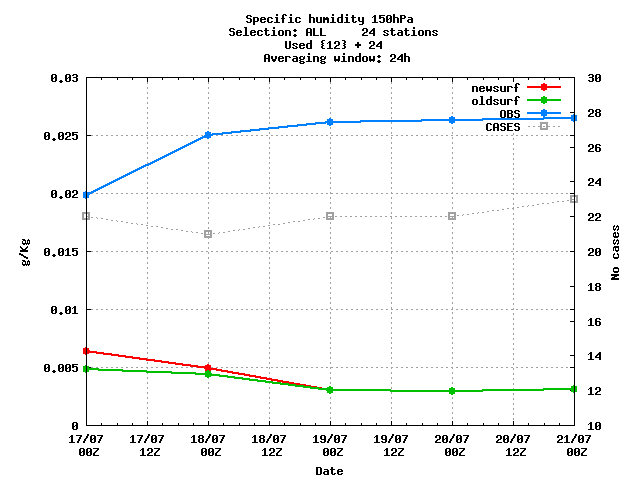 Specific humidity 150hPa
Selection: ALL     24 stations
Used {12} + 24
Averaging window: 24h
0.03
0.025
0.02
0.015
0.01
0.005
0
g/Kg
newsurf
oldsurf
OBS
CASES
30
28
26
24
22
20
18
16
14
12
10
No cases
17/07 17/07 18/07 18/07 19/07 19/07 20/07 20/07 21/07
00Z 12Z 00Z 12Z 00Z 12Z 00Z 12Z 00Z
Date